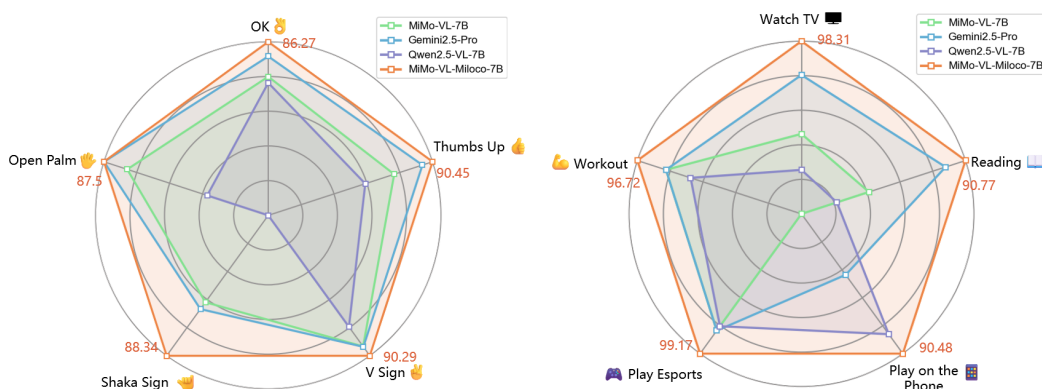 OK👌
86.27
MiMo-VL-7B
Gemini2.5-Pro
Qwen2.5-VL-7B
MiMo-VL-Miloco-7B
Thumbs Up 👍
90.45
Open Palm 🖐
87.5
88.34
Shaka Sign 🤙
90.29
V Sign ✌
Watch TV 🖥
98.31
MiMo-VL-7B
Gemini2.5-Pro
Qwen2.5-VL-7B
MiMo-VL-Miloco-7B
💪 Workout
96.72
Reading 📖
90.77
99.17
🎮 Play Esports
90.48
Play on the 📱
Phone